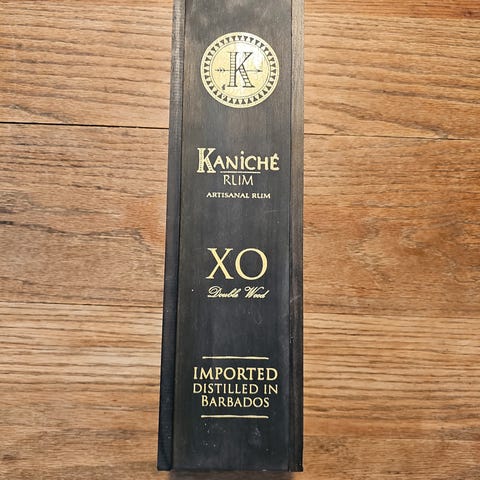 K
KANICHÉ
RUM
ARTISANAL RUM
XO
Double Wood
IMPORTED
DISTILLED IN
BARBADOS